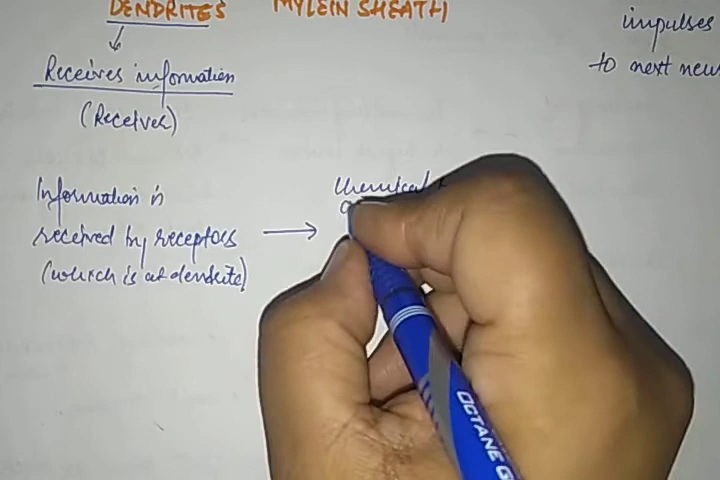 DENDRITES MYLEIN SHEATH
impulses
to next neu
Receives information
(Receiver)
Information is
received by receptors
(which is at dendrite)
Chemical
OCTANE G